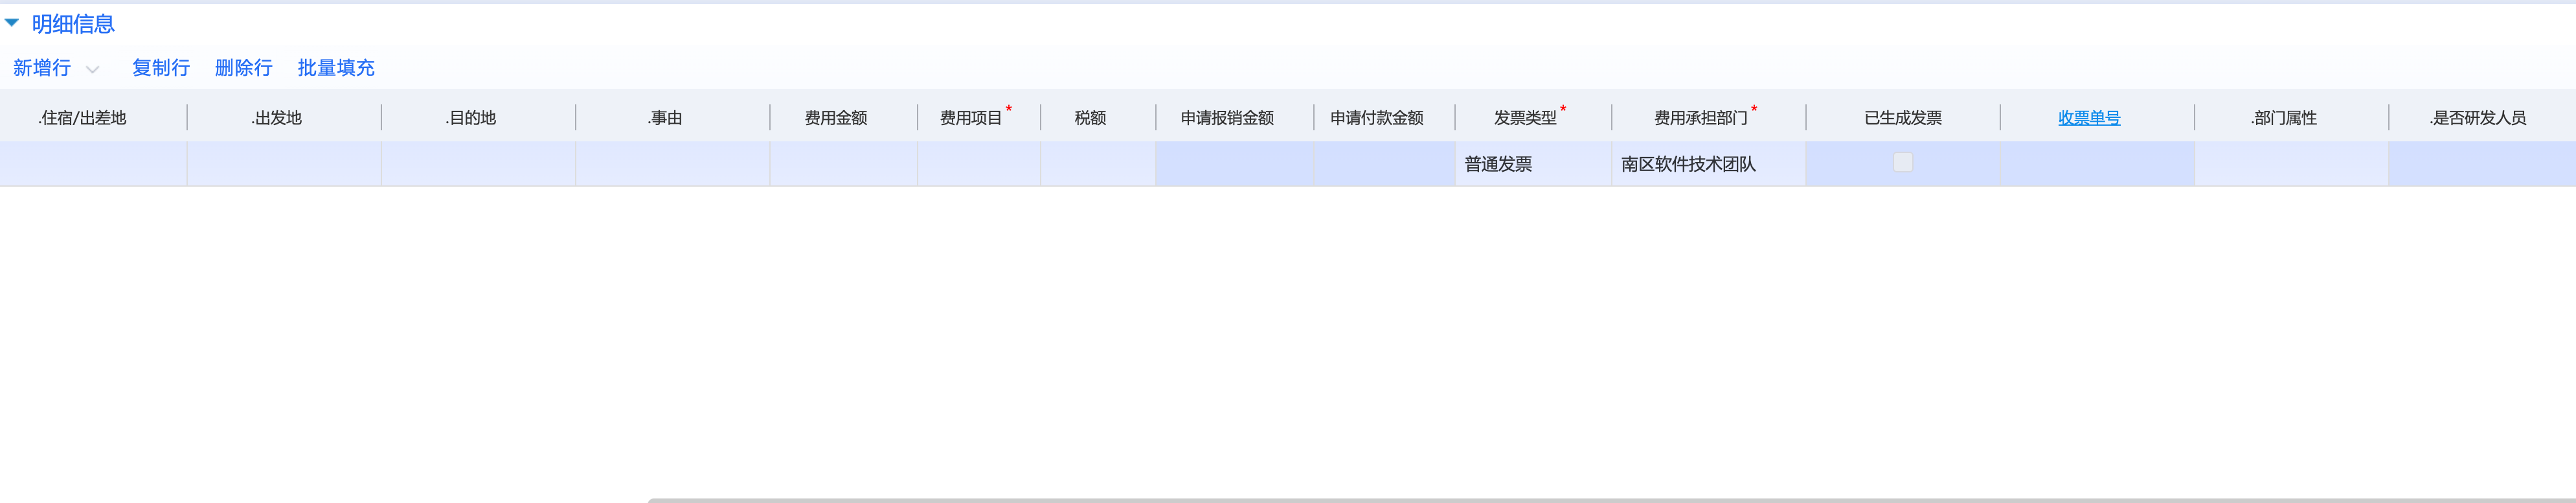 明细信息
新增行 复制行 删除行 批量填充
.住宿/出差地 .出发地 .目的地 .事由 费用金额 费用项目* 税额 申请报销金额 申请付款金额 发票类型* 费用承担部门* 已生成发票 收票单号 .部门属性 .是否研发人员
普通发票 南区软件技术团队